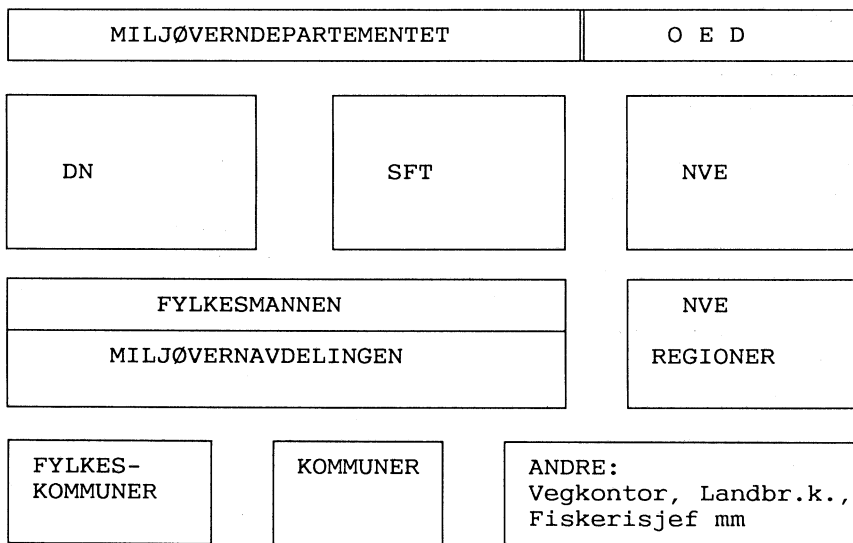 MILJØVERNDEPARTEMENTET
O E D
DN
SFT
NVE
FYLKESMANNEN
MILJØVERNAVDELINGEN
NVE
REGIONER
FYLKES-
KOMMUNER
KOMMUNER
ANDRE:
Vegkontor, Landbr.k.,
Fiskerisjef mm